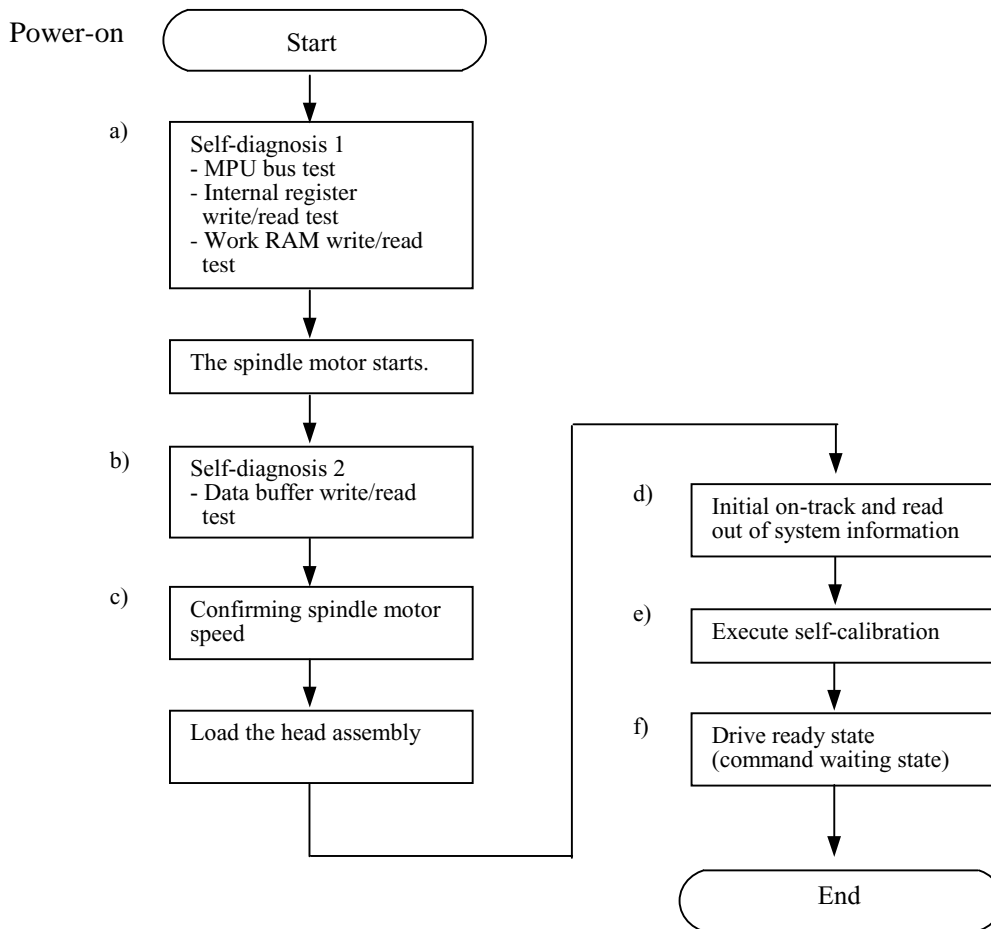 Power-on
Start
a)
Self-diagnosis 1
- MPU bus test
- Internal register
write/read test
- Work RAM write/read
test
The spindle motor starts.
b)
Self-diagnosis 2
- Data buffer write/read
test
c)
Confirming spindle motor
speed
Load the head assembly
d)
Initial on-track and read
out of system information
e)
Execute self-calibration
f)
Drive ready state
(command waiting state)
End